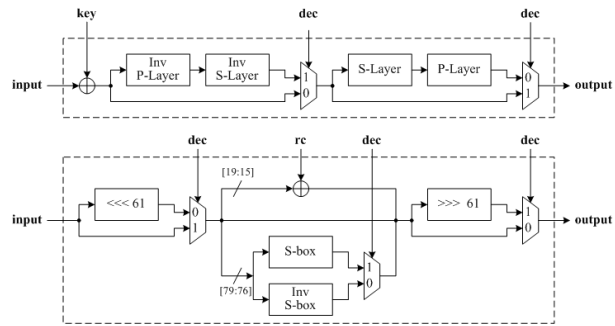 key dec dec
Inv Inv
P-Layer S-Layer 1 S-Layer P-Layer 0
input 0 1 output
dec rc dec dec
[19:15]
<<< 61 0 >>> 61 1
input 1 0 output
S-box
1
[79:76] 0
Inv
S-box